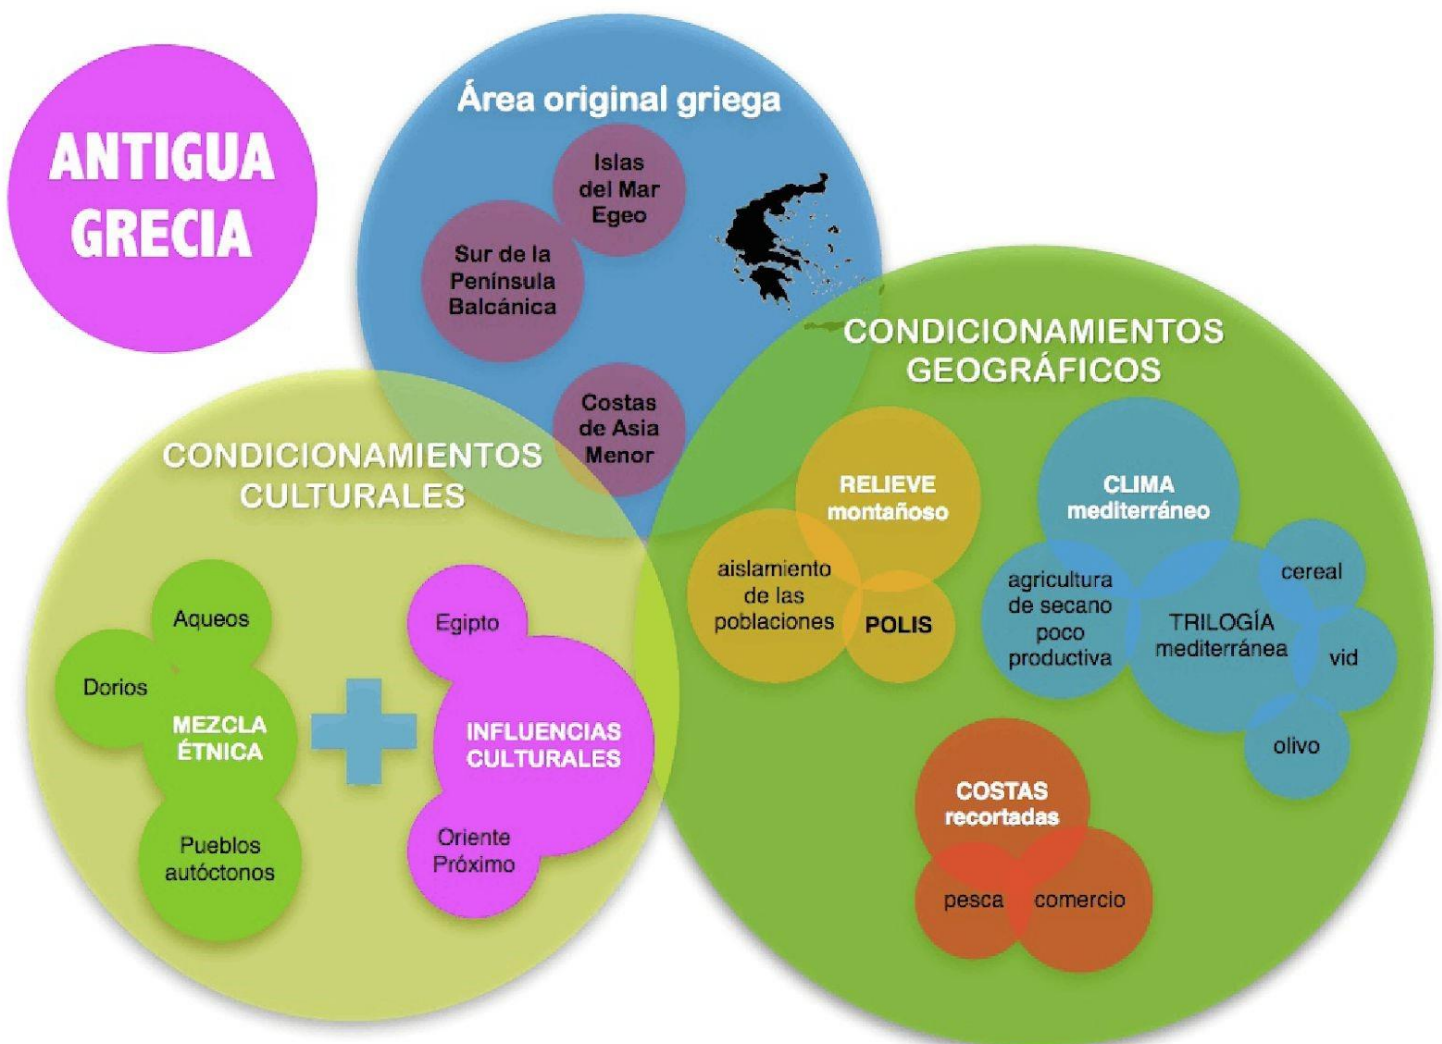 ANTIGUA
GRECIA
Área original griega
Islas
del Mar
Egeo
Sur de la
Península
Balcánica
Costas
de Asia
Menor
CONDICIONAMIENTOS
CULTURALES
Aqueos
Dorios
MEZCLA
ÉTNICA
Pueblos
autóctonos
Egipto
INFLUENCIAS
CULTURALES
Oriente
Próximo
CONDICIONAMIENTOS
GEOGRÁFICOS
RELIEVE
montañoso
aislamiento
de las
poblaciones
POLIS
CLIMA
mediterráneo
agricultura
de secano
poco
productiva
TRILOGÍA
mediterránea
cereal
vid
olivo
COSTAS
recortadas
pesca
comercio